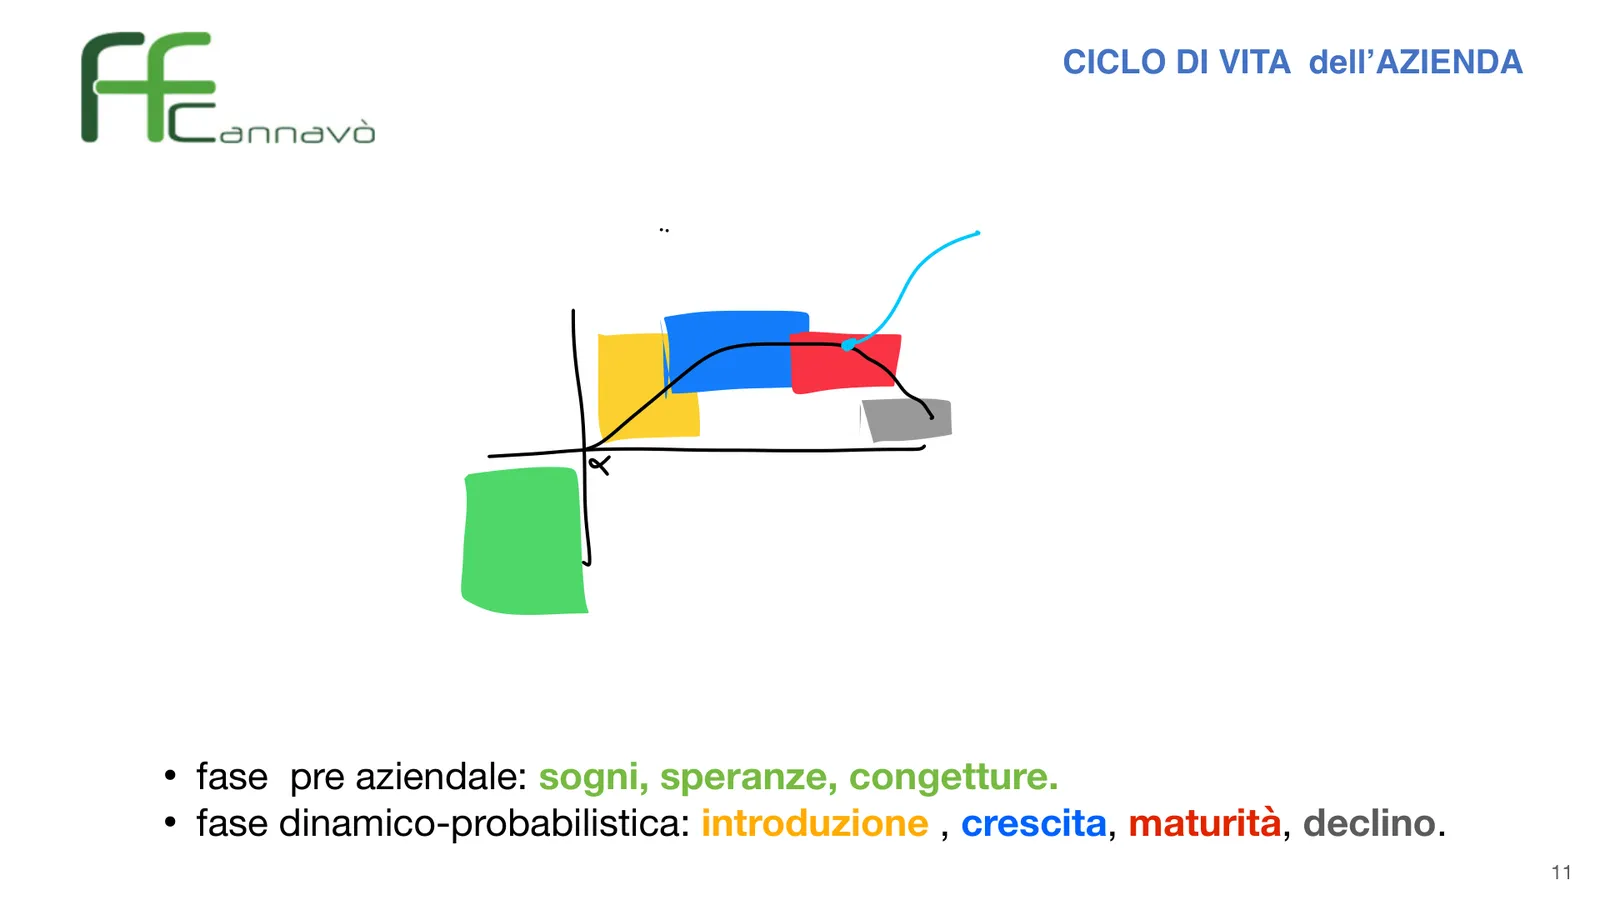 FFCannavò
CICLO DI VITA  dell’AZIENDA
α
• fase  pre aziendale: sogni, speranze, congetture.
• fase dinamico-probabilistica: introduzione , crescita, maturità, declino.
11